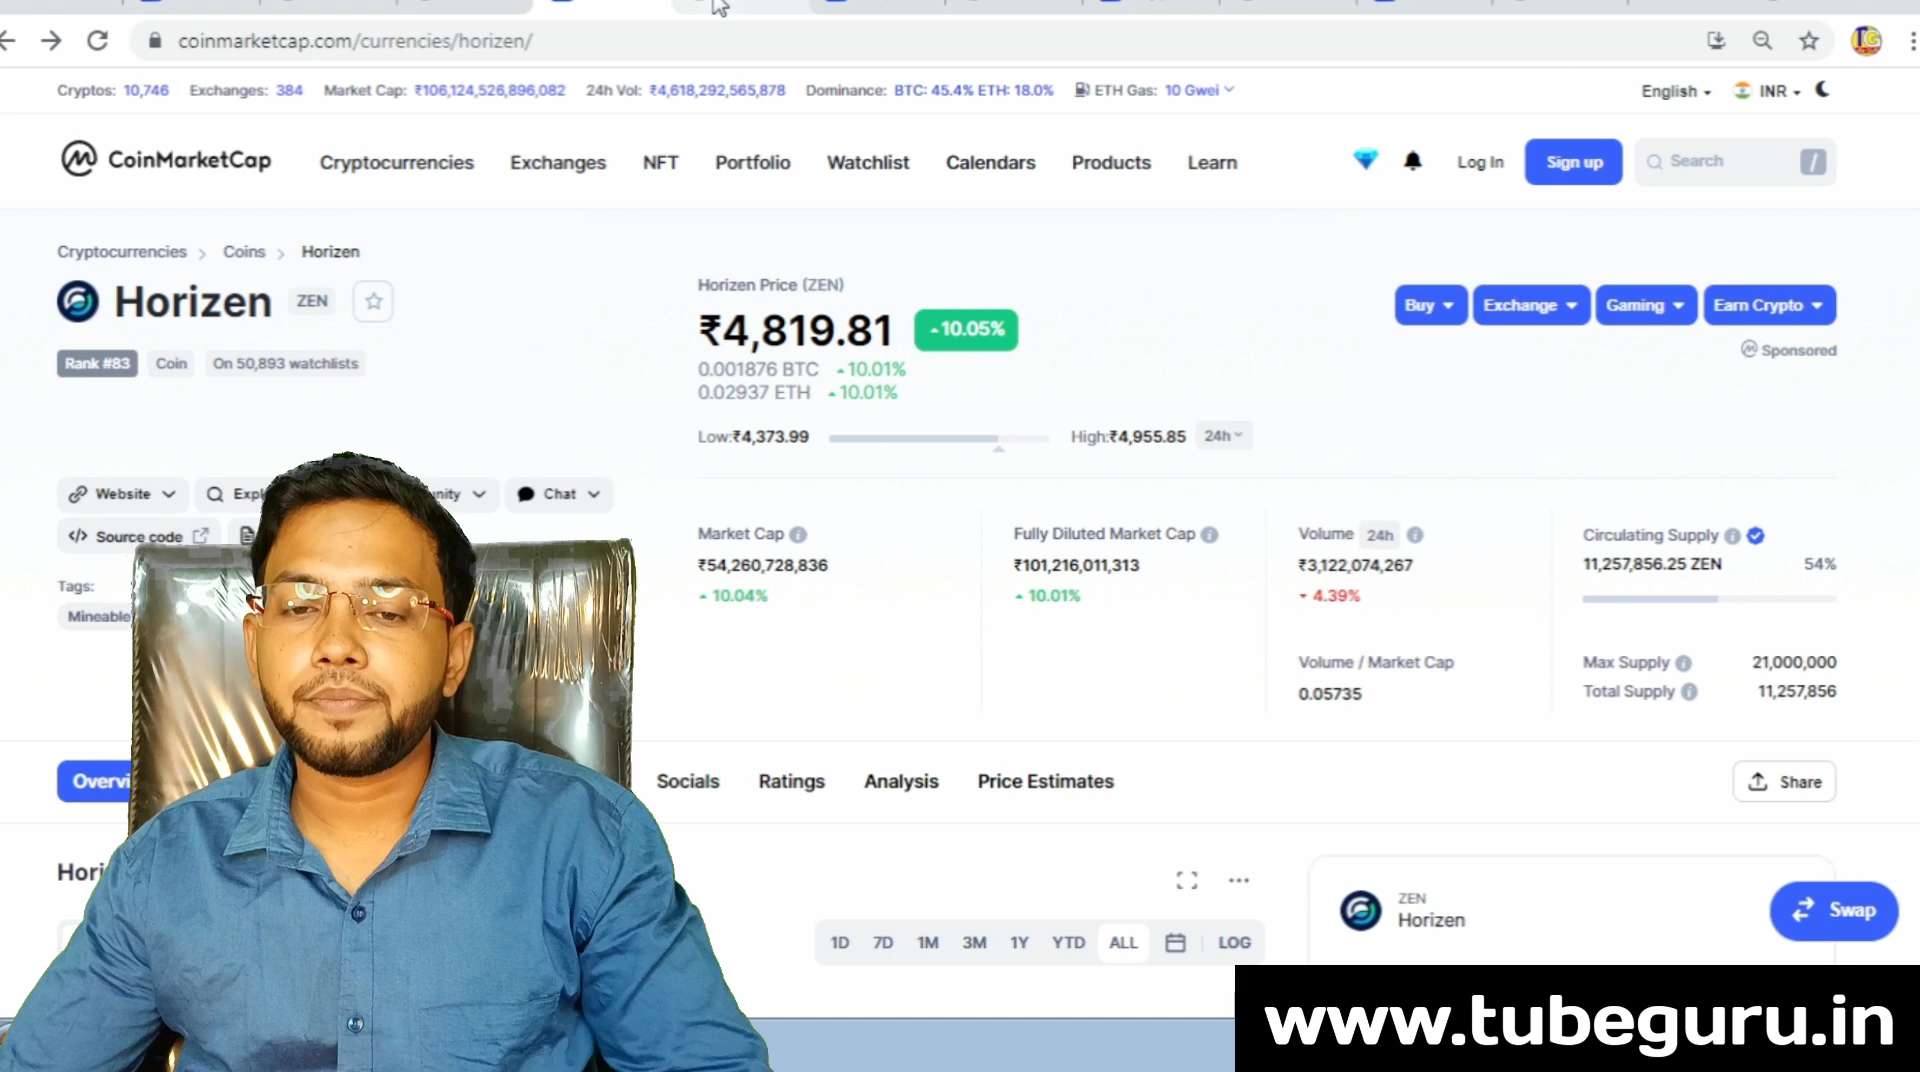 coinmarketcap.com/currencies/horizen/
Cryptos: 10,746 Exchanges: 384 Market Cap: ₹106,124,526,896,082 24h Vol: ₹4,618,292,565,878 Dominance: BTC: 45.4% ETH: 18.0% ETH Gas: 10 Gwei English INR
CoinMarketCap Cryptocurrencies Exchanges NFT Portfolio Watchlist Calendars Products Learn Log In Sign up Search /
Cryptocurrencies > Coins > Horizen
Horizen ZEN
Rank #83 Coin On 50,893 watchlists
Horizen Price (ZEN)
₹4,819.81 10.05%
0.001876 BTC 10.01%
0.02937 ETH 10.01%
Low:₹4,373.99 High:₹4,955.85 24h
Buy Exchange Gaming Earn Crypto
Sponsored
Website Chat
Source code
Tags:
Mineable
Market Cap
₹54,260,728,836
10.04%
Fully Diluted Market Cap
₹101,216,011,313
10.01%
Volume 24h
₹3,122,074,267
4.39%
Volume / Market Cap
0.05735
Circulating Supply
11,257,856.25 ZEN 54%
Max Supply 21,000,000
Total Supply 11,257,856
Socials Ratings Analysis Price Estimates Share
1D 7D 1M 3M 1Y YTD ALL LOG
ZEN
Horizen
Swap
www.tubeguru.in